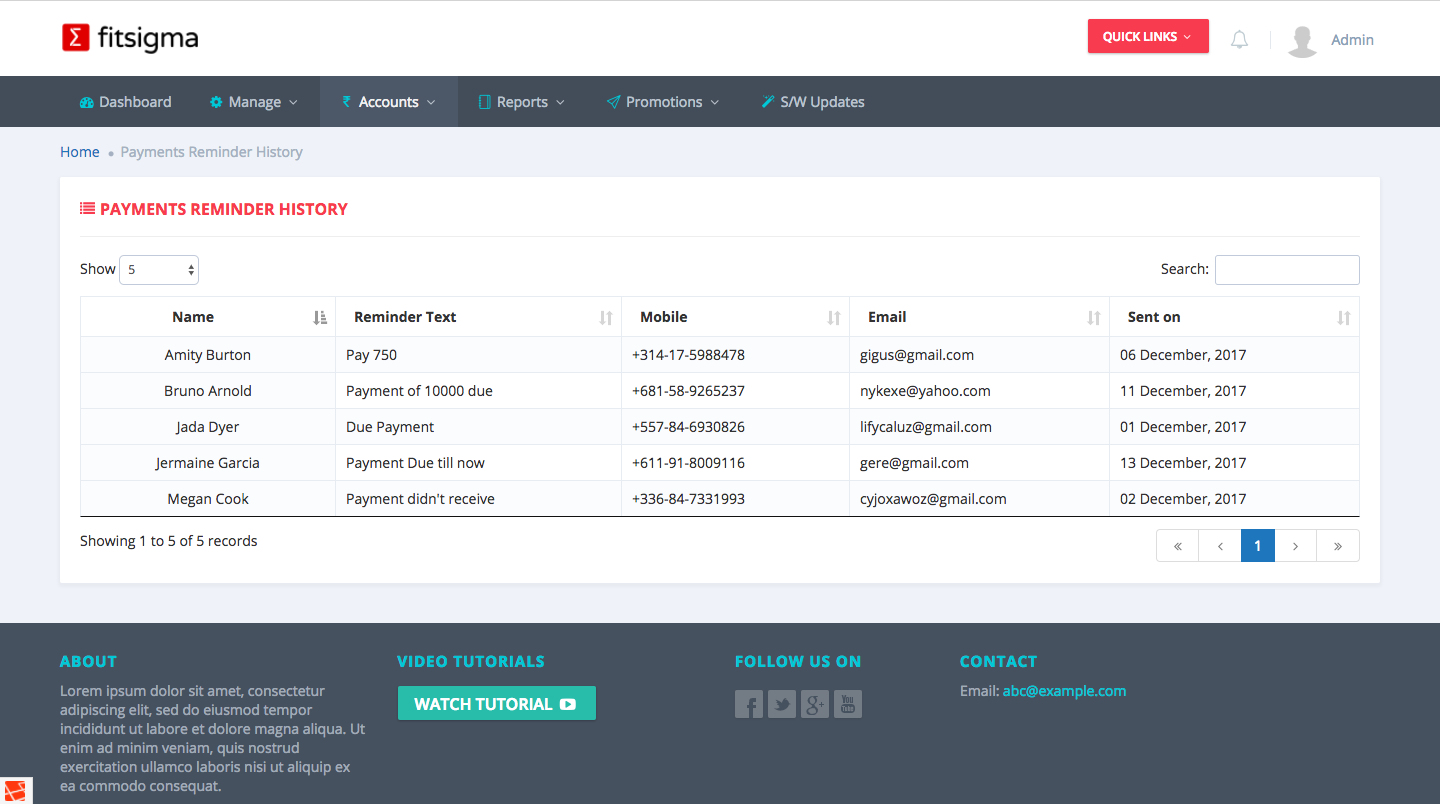 fitsigma
QUICK LINKS
Admin
Dashboard Manage Accounts Reports Promotions S/W Updates
Home • Payments Reminder History
PAYMENTS REMINDER HISTORY
Show 5 Search:
Name Reminder Text Mobile Email Sent on
Amity Burton Pay 750 +314-17-5988478 gigus@gmail.com 06 December, 2017
Bruno Arnold Payment of 10000 due +681-58-9265237 nykexe@yahoo.com 11 December, 2017
Jada Dyer Due Payment +557-84-6930826 lifycaluz@gmail.com 01 December, 2017
Jermaine Garcia Payment Due till now +611-91-8009116 gere@gmail.com 13 December, 2017
Megan Cook Payment didn't receive +336-84-7331993 cyjoxawoz@gmail.com 02 December, 2017
Showing 1 to 5 of 5 records
« ‹ 1 › »
ABOUT
Lorem ipsum dolor sit amet, consectetur
adipiscing elit, sed do eiusmod tempor
incididunt ut labore et dolore magna aliqua. Ut
enim ad minim veniam, quis nostrud
exercitation ullamco laboris nisi ut aliquip ex
ea commodo consequat.
VIDEO TUTORIALS
WATCH TUTORIAL
FOLLOW US ON
You Tube
CONTACT
Email: abc@example.com